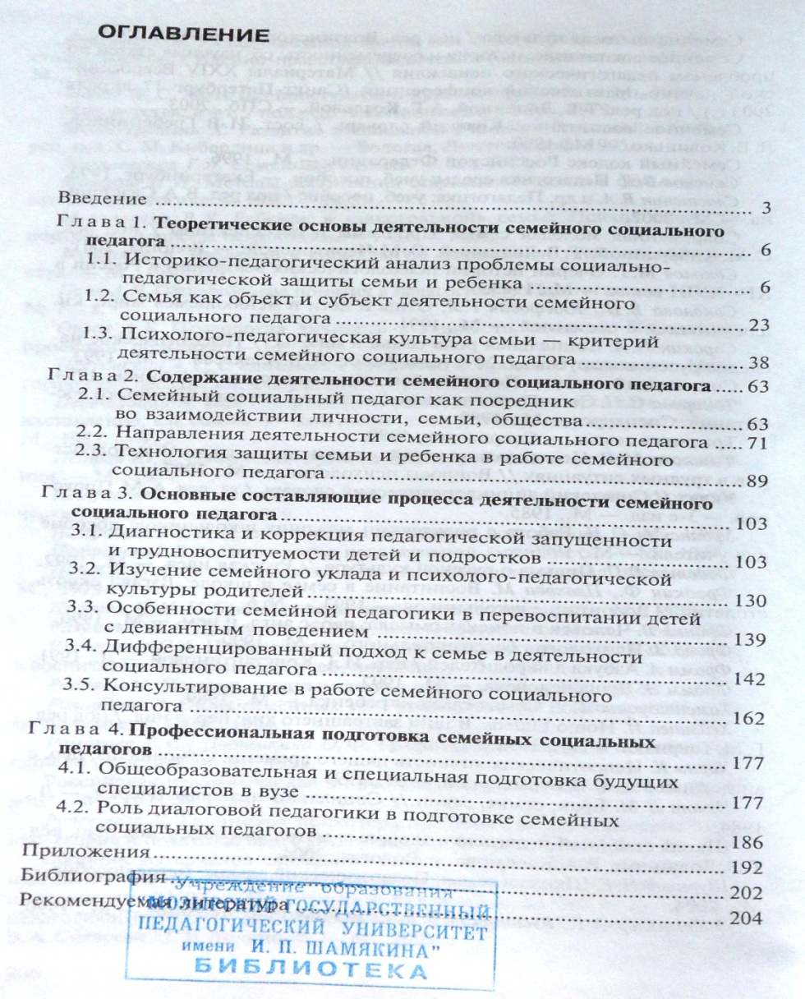 ОГЛАВЛЕНИЕ
Введение ........ 3
Глава 1. Теоретические основы деятельности семейного социального
педагога ........ 6
1.1. Историко-педагогический анализ проблемы социально-
педагогической защиты семьи и ребенка ........ 6
1.2. Семья как объект и субъект деятельности семейного
социального педагога ........ 23
1.3. Психолого-педагогическая культура семьи — критерий
деятельности семейного социального педагога ........ 38
Глава 2. Содержание деятельности семейного социального педагога .... 63
2.1. Семейный социальный педагог как посредник
во взаимодействии личности, семьи, общества ........ 63
2.2. Направления деятельности семейного социального педагога .. 71
2.3. Технология защиты семьи и ребенка в работе семейного
социального педагога ........ 89
Глава 3. Основные составляющие процесса деятельности семейного
социального педагога ........ 103
3.1. Диагностика и коррекция педагогической запущенности
и трудновоспитуемости детей и подростков ........ 103
3.2. Изучение семейного уклада и психолого-педагогической
культуры родителей ........ 130
3.3. Особенности семейной педагогики в перевоспитании детей
с девиантным поведением ........ 139
3.4. Дифференцированный подход к семье в деятельности
социального педагога ........ 142
3.5. Консультирование в работе семейного социального
педагога ........ 162
Глава 4. Профессиональная подготовка семейных социальных
педагогов ........ 177
4.1. Общеобразовательная и специальная подготовка будущих
специалистов в вузе ........ 177
4.2. Роль диалоговой педагогики в подготовке семейных
социальных педагогов ........ 186
Приложения ........ 192
Библиография ........ 202
Рекомендуемая литература ........ 204
Учреждение образования
МОЗЫРСКИЙ ГОСУДАРСТВЕННЫЙ
ПЕДАГОГИЧЕСКИЙ УНИВЕРСИТЕТ
имени И. П. ШАМЯКИНА"
БИБЛИОТЕКА